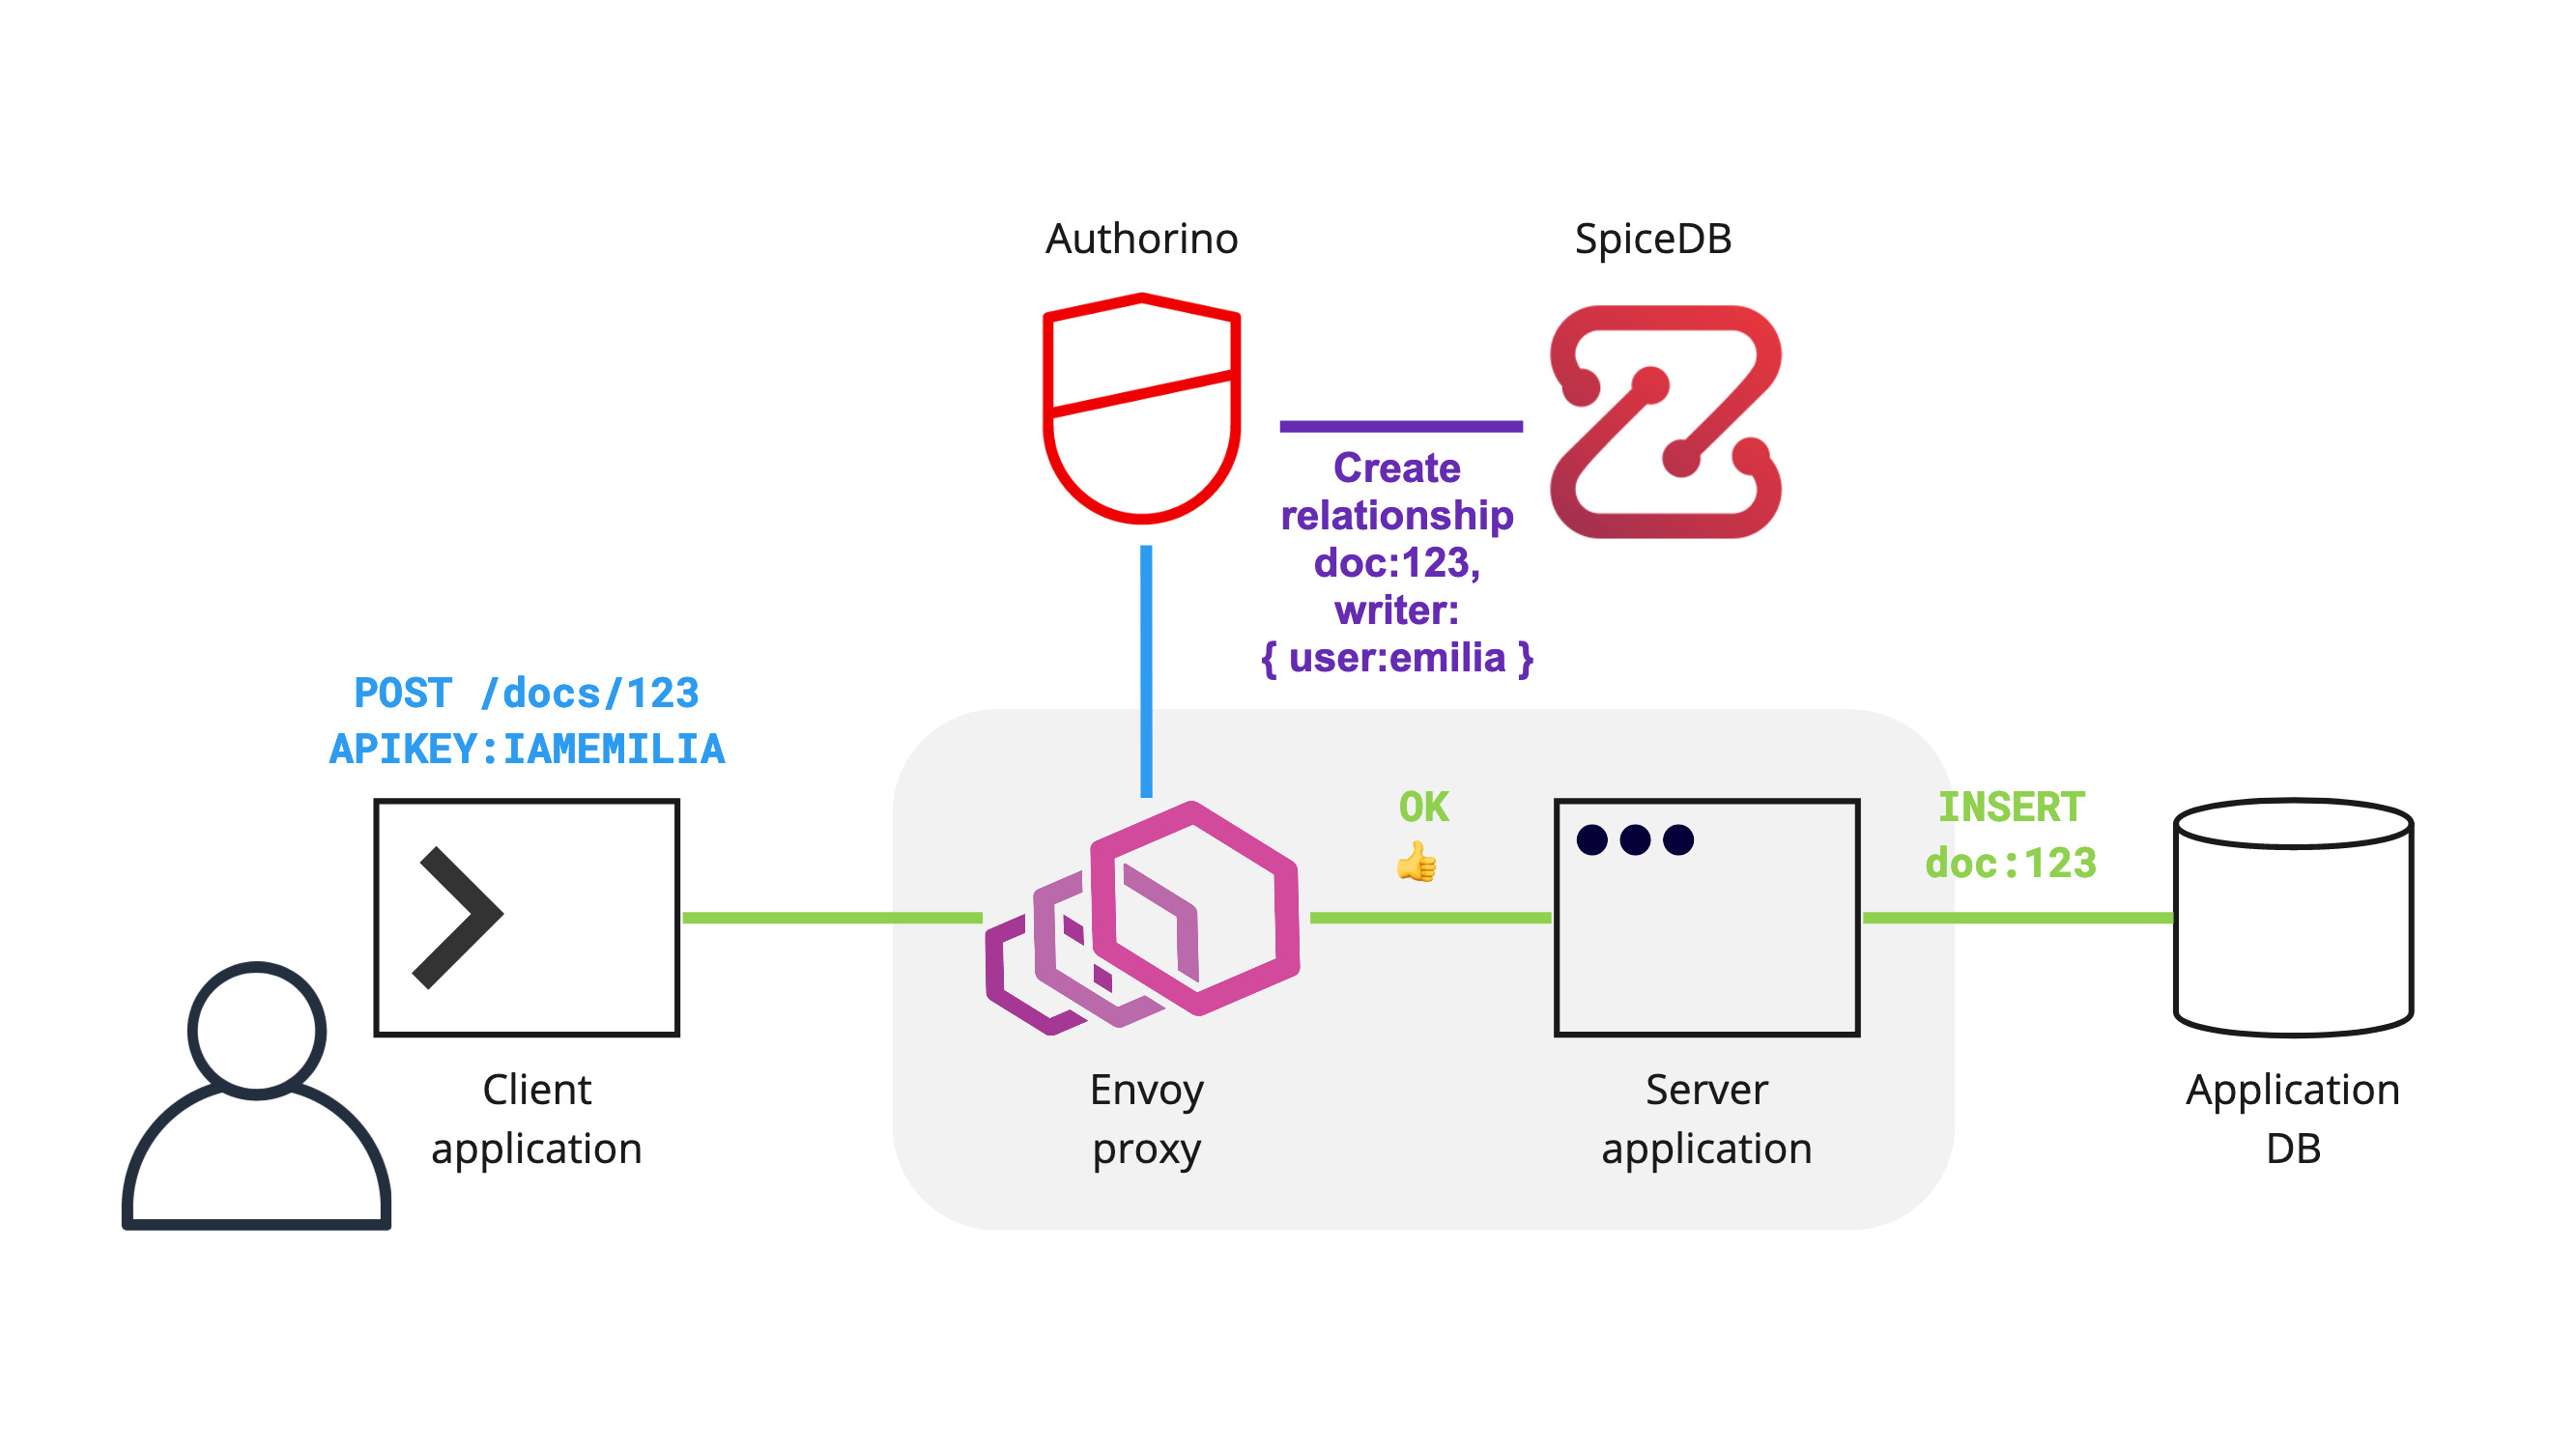 Authorino
SpiceDB
Create
relationship
doc:123,
writer:
{ user:emilia }
POST /docs/123
APIKEY:IAMEMILIA
OK
👍
INSERT
doc:123
Client
application
Envoy
proxy
Server
application
Application
DB